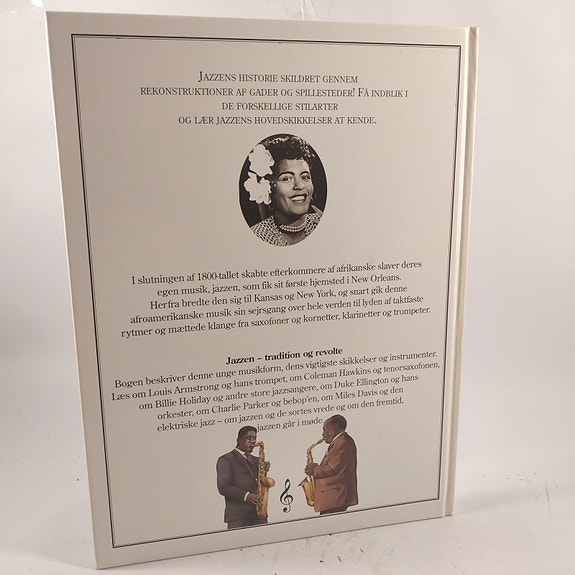 JAZZENS HISTORIE SKILDRET GENNEM
REKONSTRUKTIONER AF GADER OG SPILLESTEDER! FÅ INDBLIK I
DE FORSKELLIGE STILARTER
OG LÆR JAZZENS HOVEDSKIKKELSER AT KENDE.
I slutningen af 1800-tallet skabte efterkommere af afrikanske slaver deres
egen musik, jazzen, som fik sit første hjemsted i New Orleans.
Herfra bredte den sig til Kansas og New York, og snart gik denne
afroamerikanske musik sin sejrsgang over hele verden til lyden af taktfaste
rytmer og mættede klange fra saxofoner og kornetter, klarinetter og trompeter.
Jazzen – tradition og revolte
Bogen beskriver denne unge musikform, dens vigtigste skikkelser og instrumenter.
Læs om Louis Armstrong og hans trompet, om Coleman Hawkins og tenorsaxofonen,
om Billie Holiday og andre store jazzsangere, om Duke Ellington og hans
orkester, om Charlie Parker og bebop'en, om Miles Davis og den
elektriske jazz – om jazzen og de sortes vrede og om den fremtid,
jazzen går i møde.